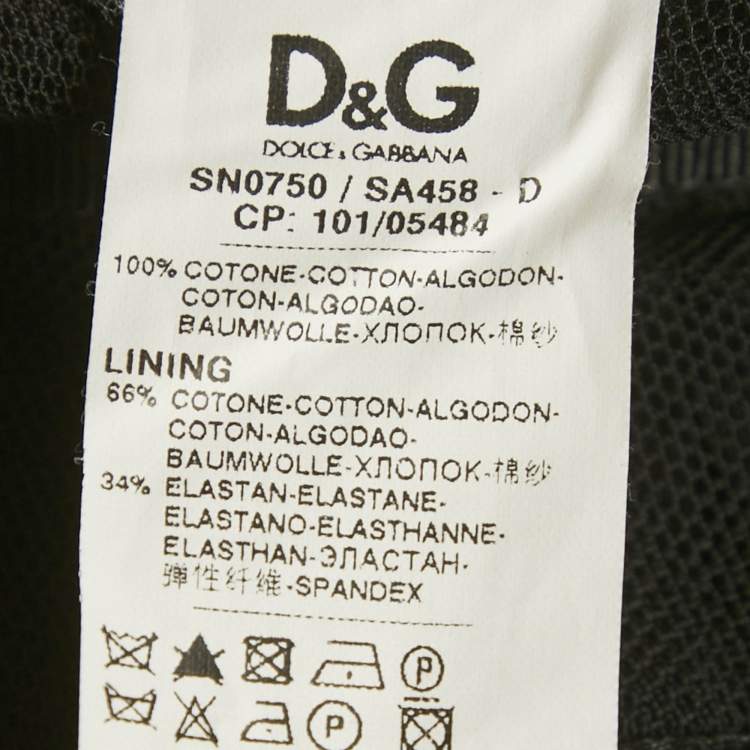 D&G
DOLCE & GABBANA
SN0750 / SA458 - D
CP: 101/05484
100% COTONE-COTTON-ALGODON-
COTON-ALGODAO-
BAUMWOLLE-ХЛОПОК-棉纱
LINING
66% COTONE-COTTON-ALGODON-
COTON-ALGODAO-
BAUMWOLLE-ХЛОПОК-棉纱
34% ELASTAN-ELASTANE-
ELASTANO-ELASTHANNE-
ELASTHAN-ЭЛАСТАН-
彈性纤维-SPANDEX
P
P